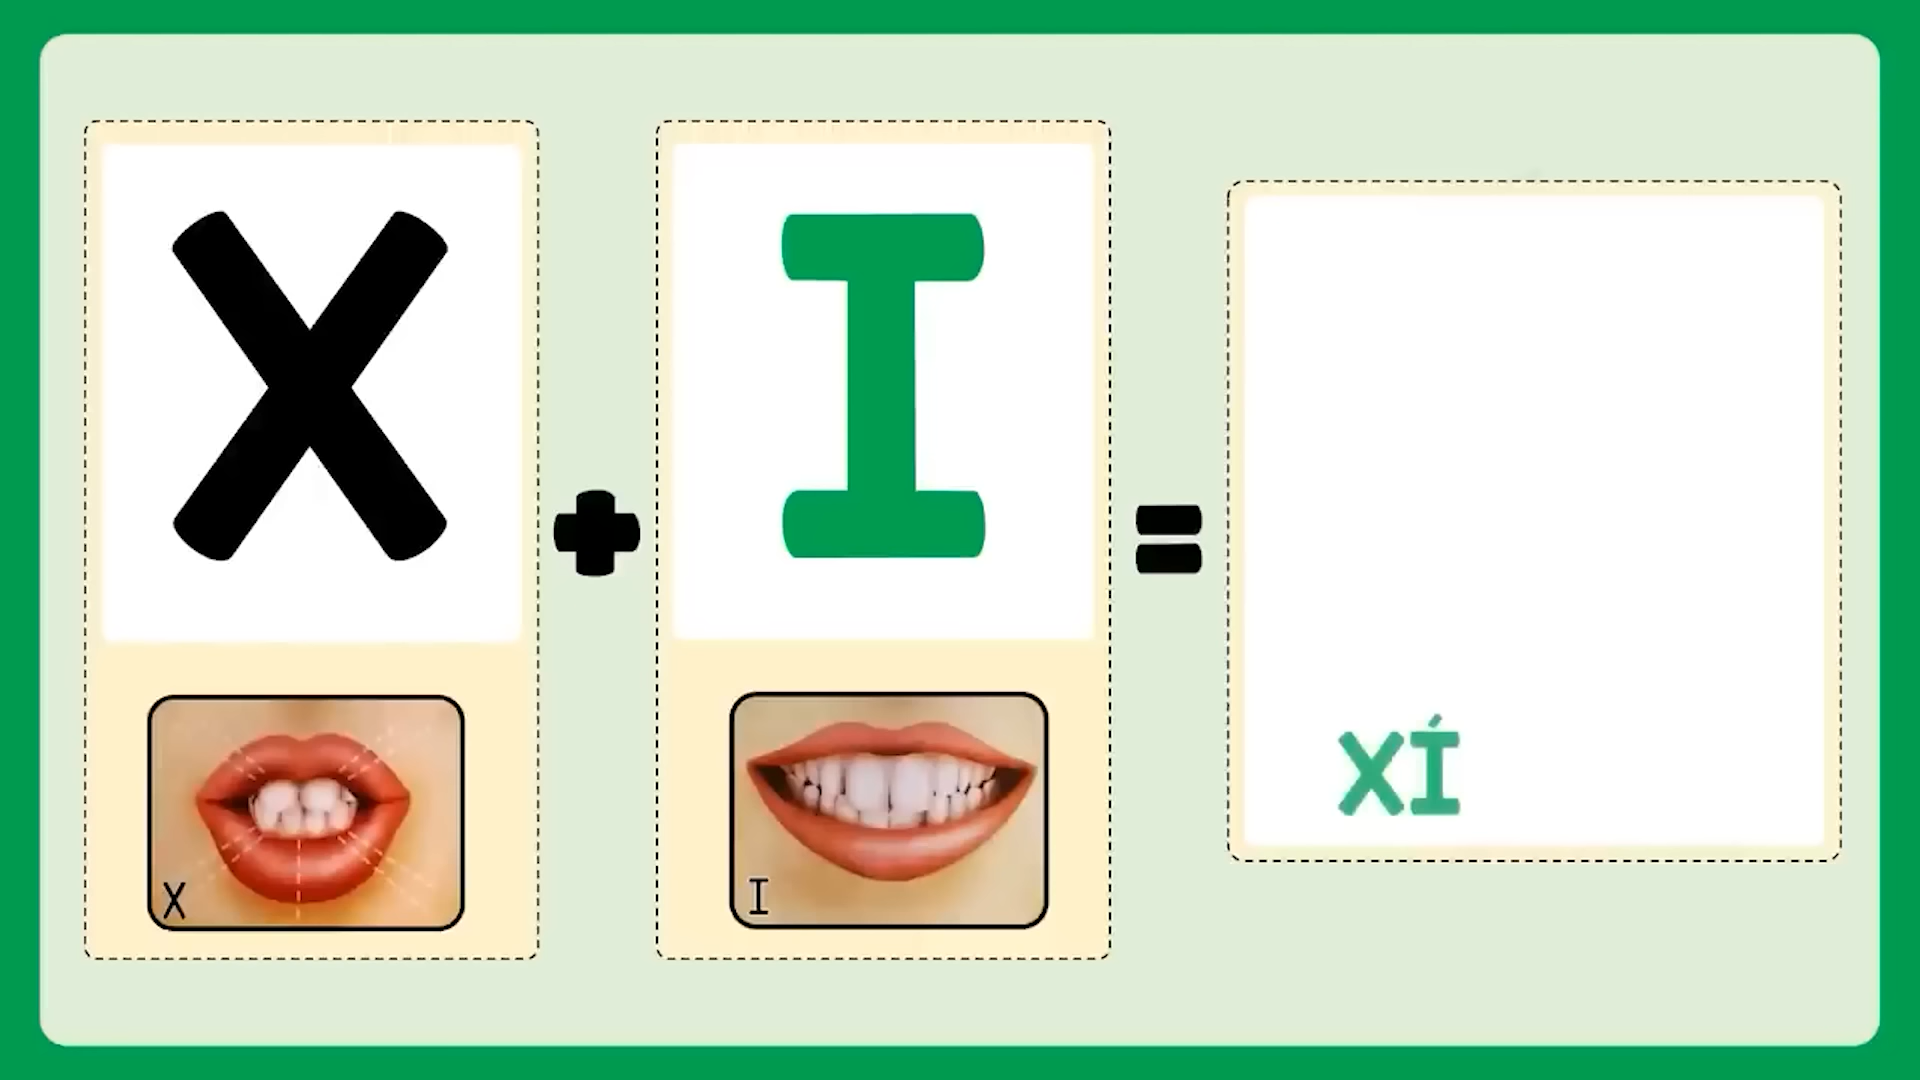 X + I =
XÍ
X
I